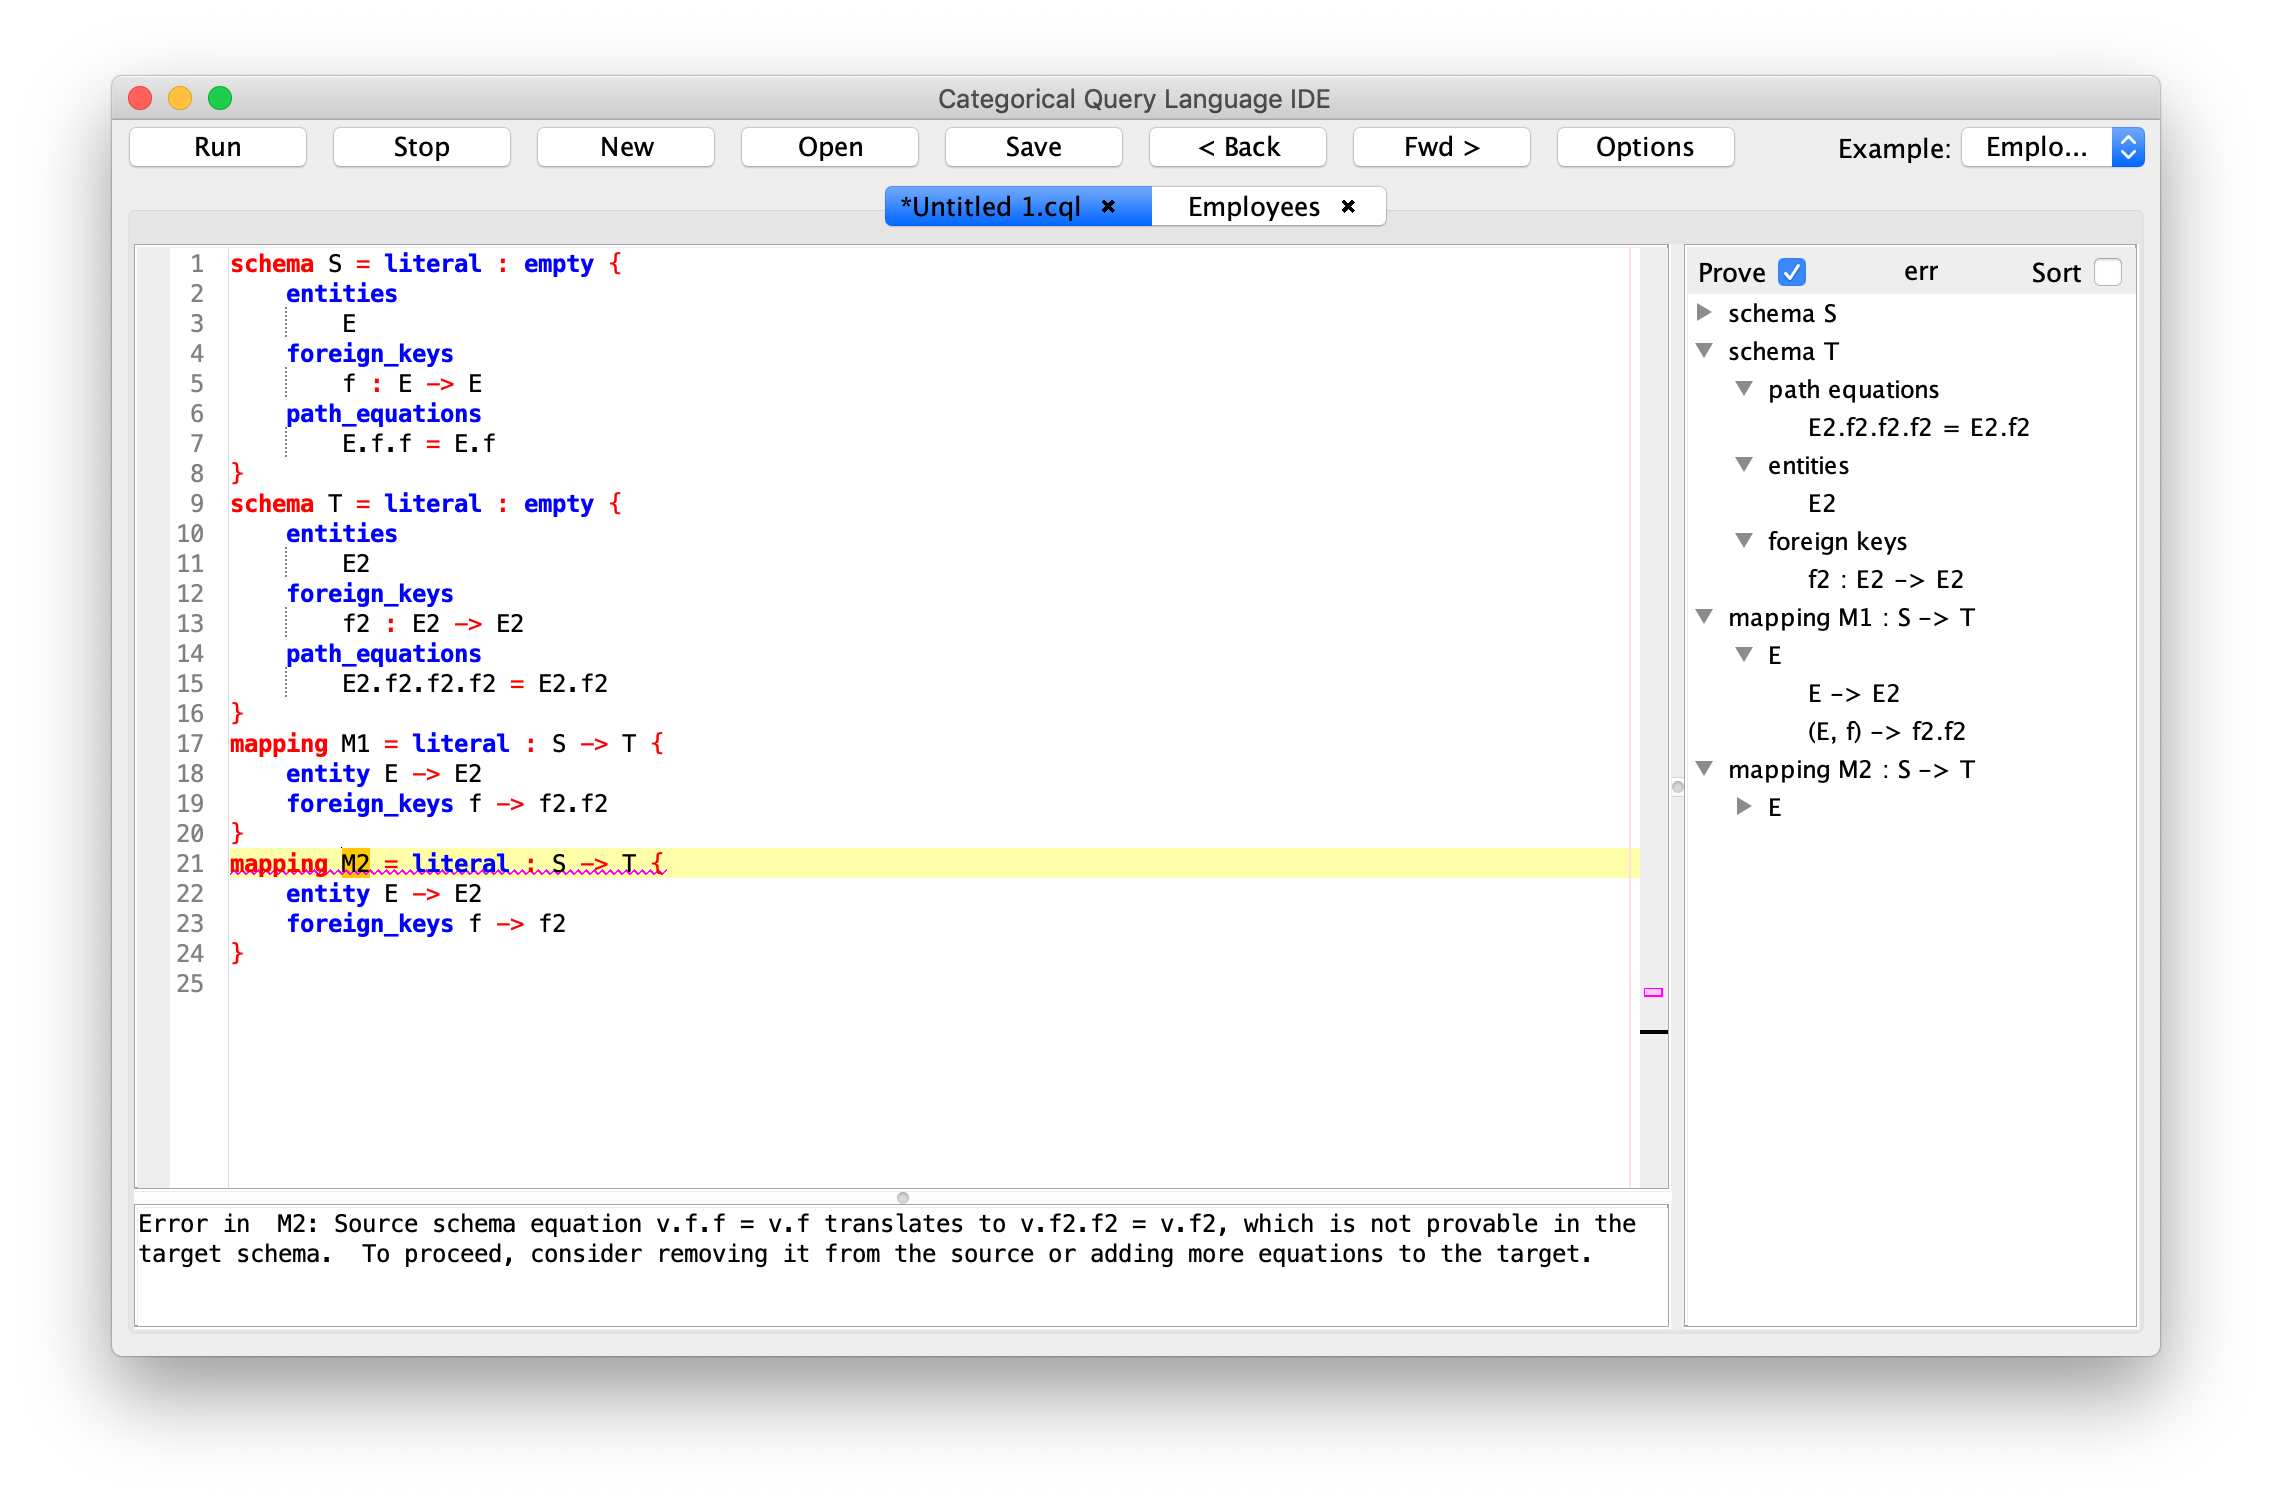 Categorical Query Language IDE
Run Stop New Open Save < Back Fwd > Options Example: Emplo...
*Untitled 1.cql × Employees ×
1 schema S = literal : empty {
2 entities
3 E
4 foreign_keys
5 f : E -> E
6 path_equations
7 E.f.f = E.f
8 }
9 schema T = literal : empty {
10 entities
11 E2
12 foreign_keys
13 f2 : E2 -> E2
14 path_equations
15 E2.f2.f2.f2 = E2.f2
16 }
17 mapping M1 = literal : S -> T {
18 entity E -> E2
19 foreign_keys f -> f2.f2
20 }
21 mapping M2 = literal : S -> T {
22 entity E -> E2
23 foreign_keys f -> f2
24 }
25
Error in  M2: Source schema equation v.f.f = v.f translates to v.f2.f2 = v.f2, which is not provable in the
target schema.  To proceed, consider removing it from the source or adding more equations to the target.
Prove err Sort
schema S
schema T
path equations
E2.f2.f2.f2 = E2.f2
entities
E2
foreign keys
f2 : E2 -> E2
mapping M1 : S -> T
E
E -> E2
(E, f) -> f2.f2
mapping M2 : S -> T
E